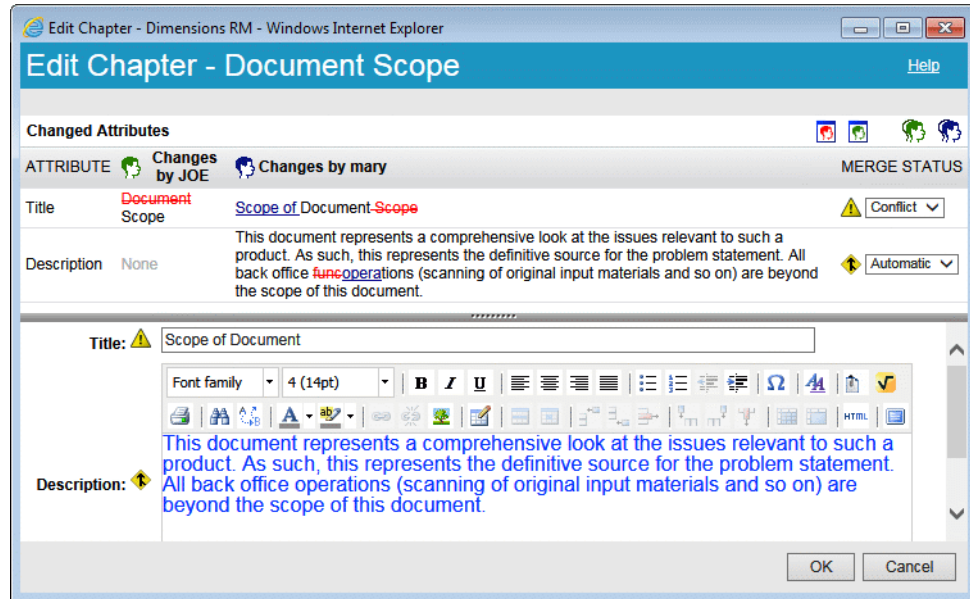 Edit Chapter - Dimensions RM - Windows Internet Explorer
Edit Chapter - Document Scope
Help
Changed Attributes
ATTRIBUTE
Changes
by JOE
Changes by mary
MERGE STATUS
Title
Document
Scope
Scope of Document Scope
Conflict
Description
None
This document represents a comprehensive look at the issues relevant to such a
product. As such, this represents the definitive source for the problem statement. All
back office funcoperations (scanning of original input materials and so on) are beyond
the scope of this document.
Automatic
Title:
Scope of Document
Font family
4 (14pt)
B I U
HTML
Description:
This document represents a comprehensive look at the issues relevant to such a
product. As such, this represents the definitive source for the problem statement.
All back office operations (scanning of original input materials and so on) are
beyond the scope of this document.
OK
Cancel